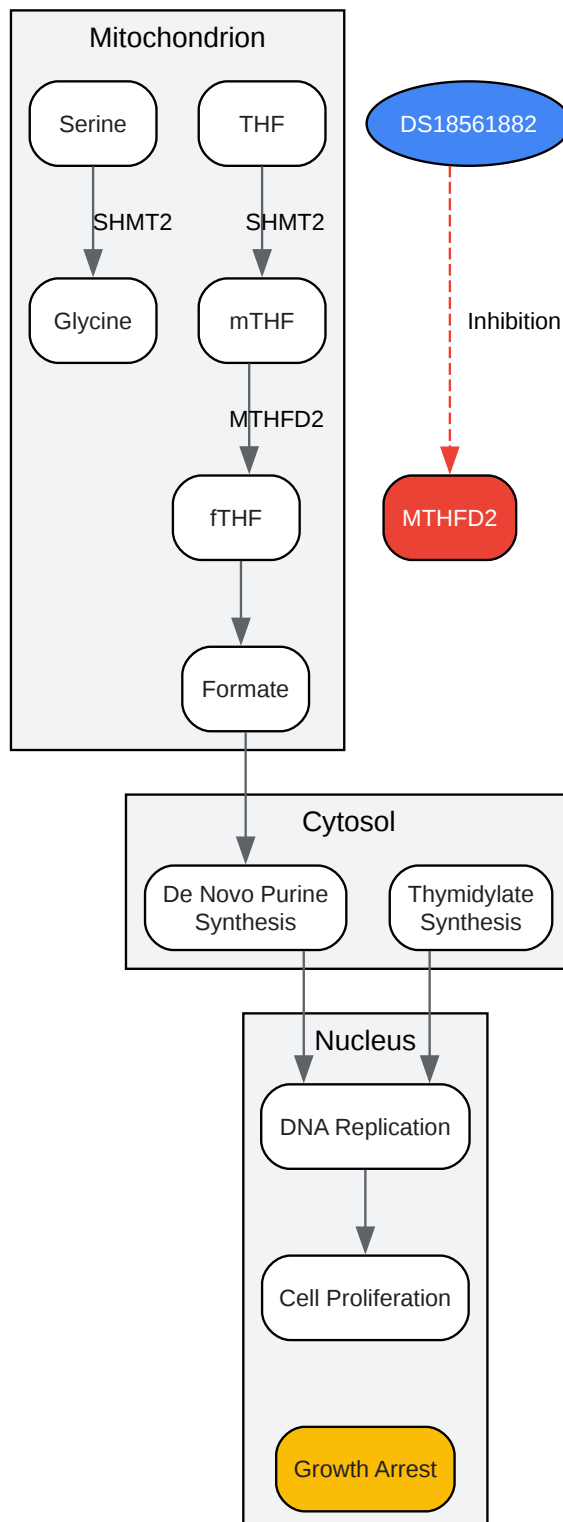 Mitochondrion
Serine
THF
DS18561882
SHMT2
SHMT2
Glycine
mTHF
Inhibition
MTHFD2
fTHF
MTHFD2
Formate
Cytosol
De Novo Purine
Synthesis
Thymidylate
Synthesis
Nucleus
DNA Replication
Cell Proliferation
Growth Arrest